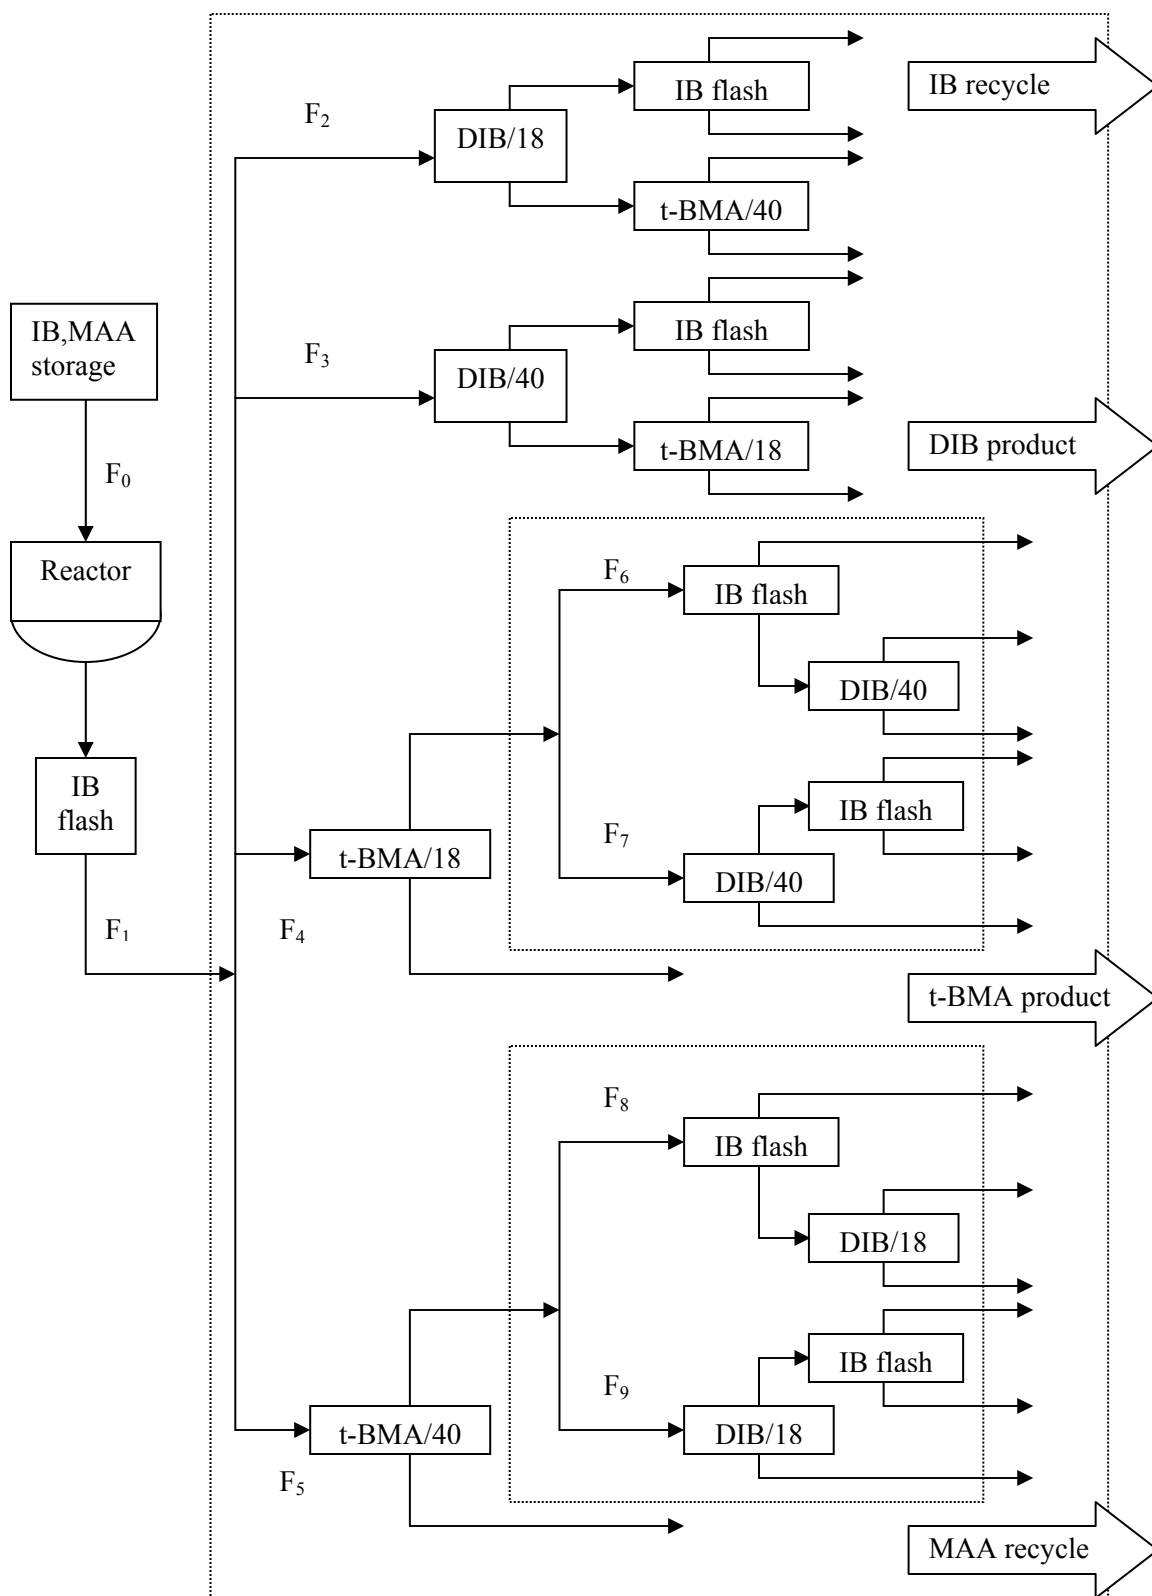 IB flash
IB recycle
F2
DIB/18
t-BMA/40
IB flash
IB,MAA
storage
F3
DIB/40
t-BMA/18
DIB product
F0
Reactor
F6
IB flash
DIB/40
IB
flash
IB flash
F7
t-BMA/18
DIB/40
F1
F4
t-BMA product
F8
IB flash
DIB/18
IB flash
F9
t-BMA/40
DIB/18
F5
MAA recycle